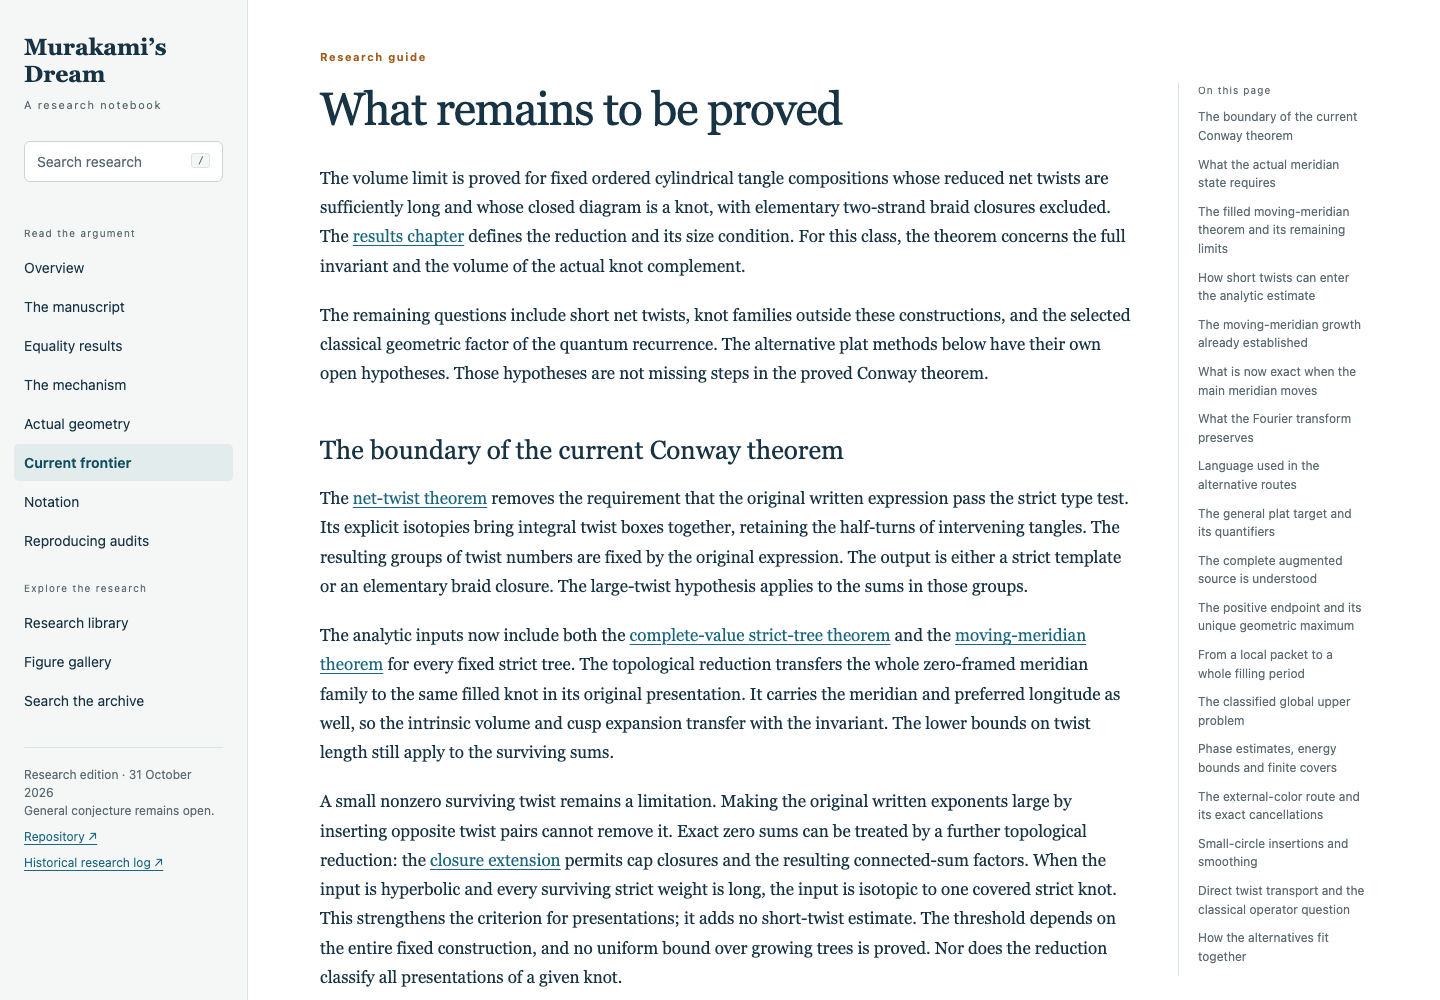 Murakami’s
Dream
A research notebook
Search research
/
Read the argument
Overview
The manuscript
Equality results
The mechanism
Actual geometry
Current frontier
Notation
Reproducing audits
Explore the research
Research library
Figure gallery
Search the archive
Research edition · 31 October
2026
General conjecture remains open.
Repository ↗
Historical research log ↗
Research guide
What remains to be proved
The volume limit is proved for fixed ordered cylindrical tangle compositions whose reduced net twists are
sufficiently long and whose closed diagram is a knot, with elementary two-strand braid closures excluded.
The results chapter defines the reduction and its size condition. For this class, the theorem concerns the full
invariant and the volume of the actual knot complement.
The remaining questions include short net twists, knot families outside these constructions, and the selected
classical geometric factor of the quantum recurrence. The alternative plat methods below have their own
open hypotheses. Those hypotheses are not missing steps in the proved Conway theorem.
The boundary of the current Conway theorem
The net-twist theorem removes the requirement that the original written expression pass the strict type test.
Its explicit isotopies bring integral twist boxes together, retaining the half-turns of intervening tangles. The
resulting groups of twist numbers are fixed by the original expression. The output is either a strict template
or an elementary braid closure. The large-twist hypothesis applies to the sums in those groups.
The analytic inputs now include both the complete-value strict-tree theorem and the moving-meridian
theorem for every fixed strict tree. The topological reduction transfers the whole zero-framed meridian
family to the same filled knot in its original presentation. It carries the meridian and preferred longitude as
well, so the intrinsic volume and cusp expansion transfer with the invariant. The lower bounds on twist
length still apply to the surviving sums.
A small nonzero surviving twist remains a limitation. Making the original written exponents large by
inserting opposite twist pairs cannot remove it. Exact zero sums can be treated by a further topological
reduction: the closure extension permits cap closures and the resulting connected-sum factors. When the
input is hyperbolic and every surviving strict weight is long, the input is isotopic to one covered strict knot.
This strengthens the criterion for presentations; it adds no short-twist estimate. The threshold depends on
the entire fixed construction, and no uniform bound over growing trees is proved. Nor does the reduction
classify all presentations of a given knot.
On this page
The boundary of the current
Conway theorem
What the actual meridian
state requires
The filled moving-meridian
theorem and its remaining
limits
How short twists can enter
the analytic estimate
The moving-meridian growth
already established
What is now exact when the
main meridian moves
What the Fourier transform
preserves
Language used in the
alternative routes
The general plat target and
its quantifiers
The complete augmented
source is understood
The positive endpoint and its
unique geometric maximum
From a local packet to a
whole filling period
The classified global upper
problem
Phase estimates, energy
bounds and finite covers
The external-color route and
its exact cancellations
Small-circle insertions and
smoothing
Direct twist transport and the
classical operator question
How the alternatives fit
together